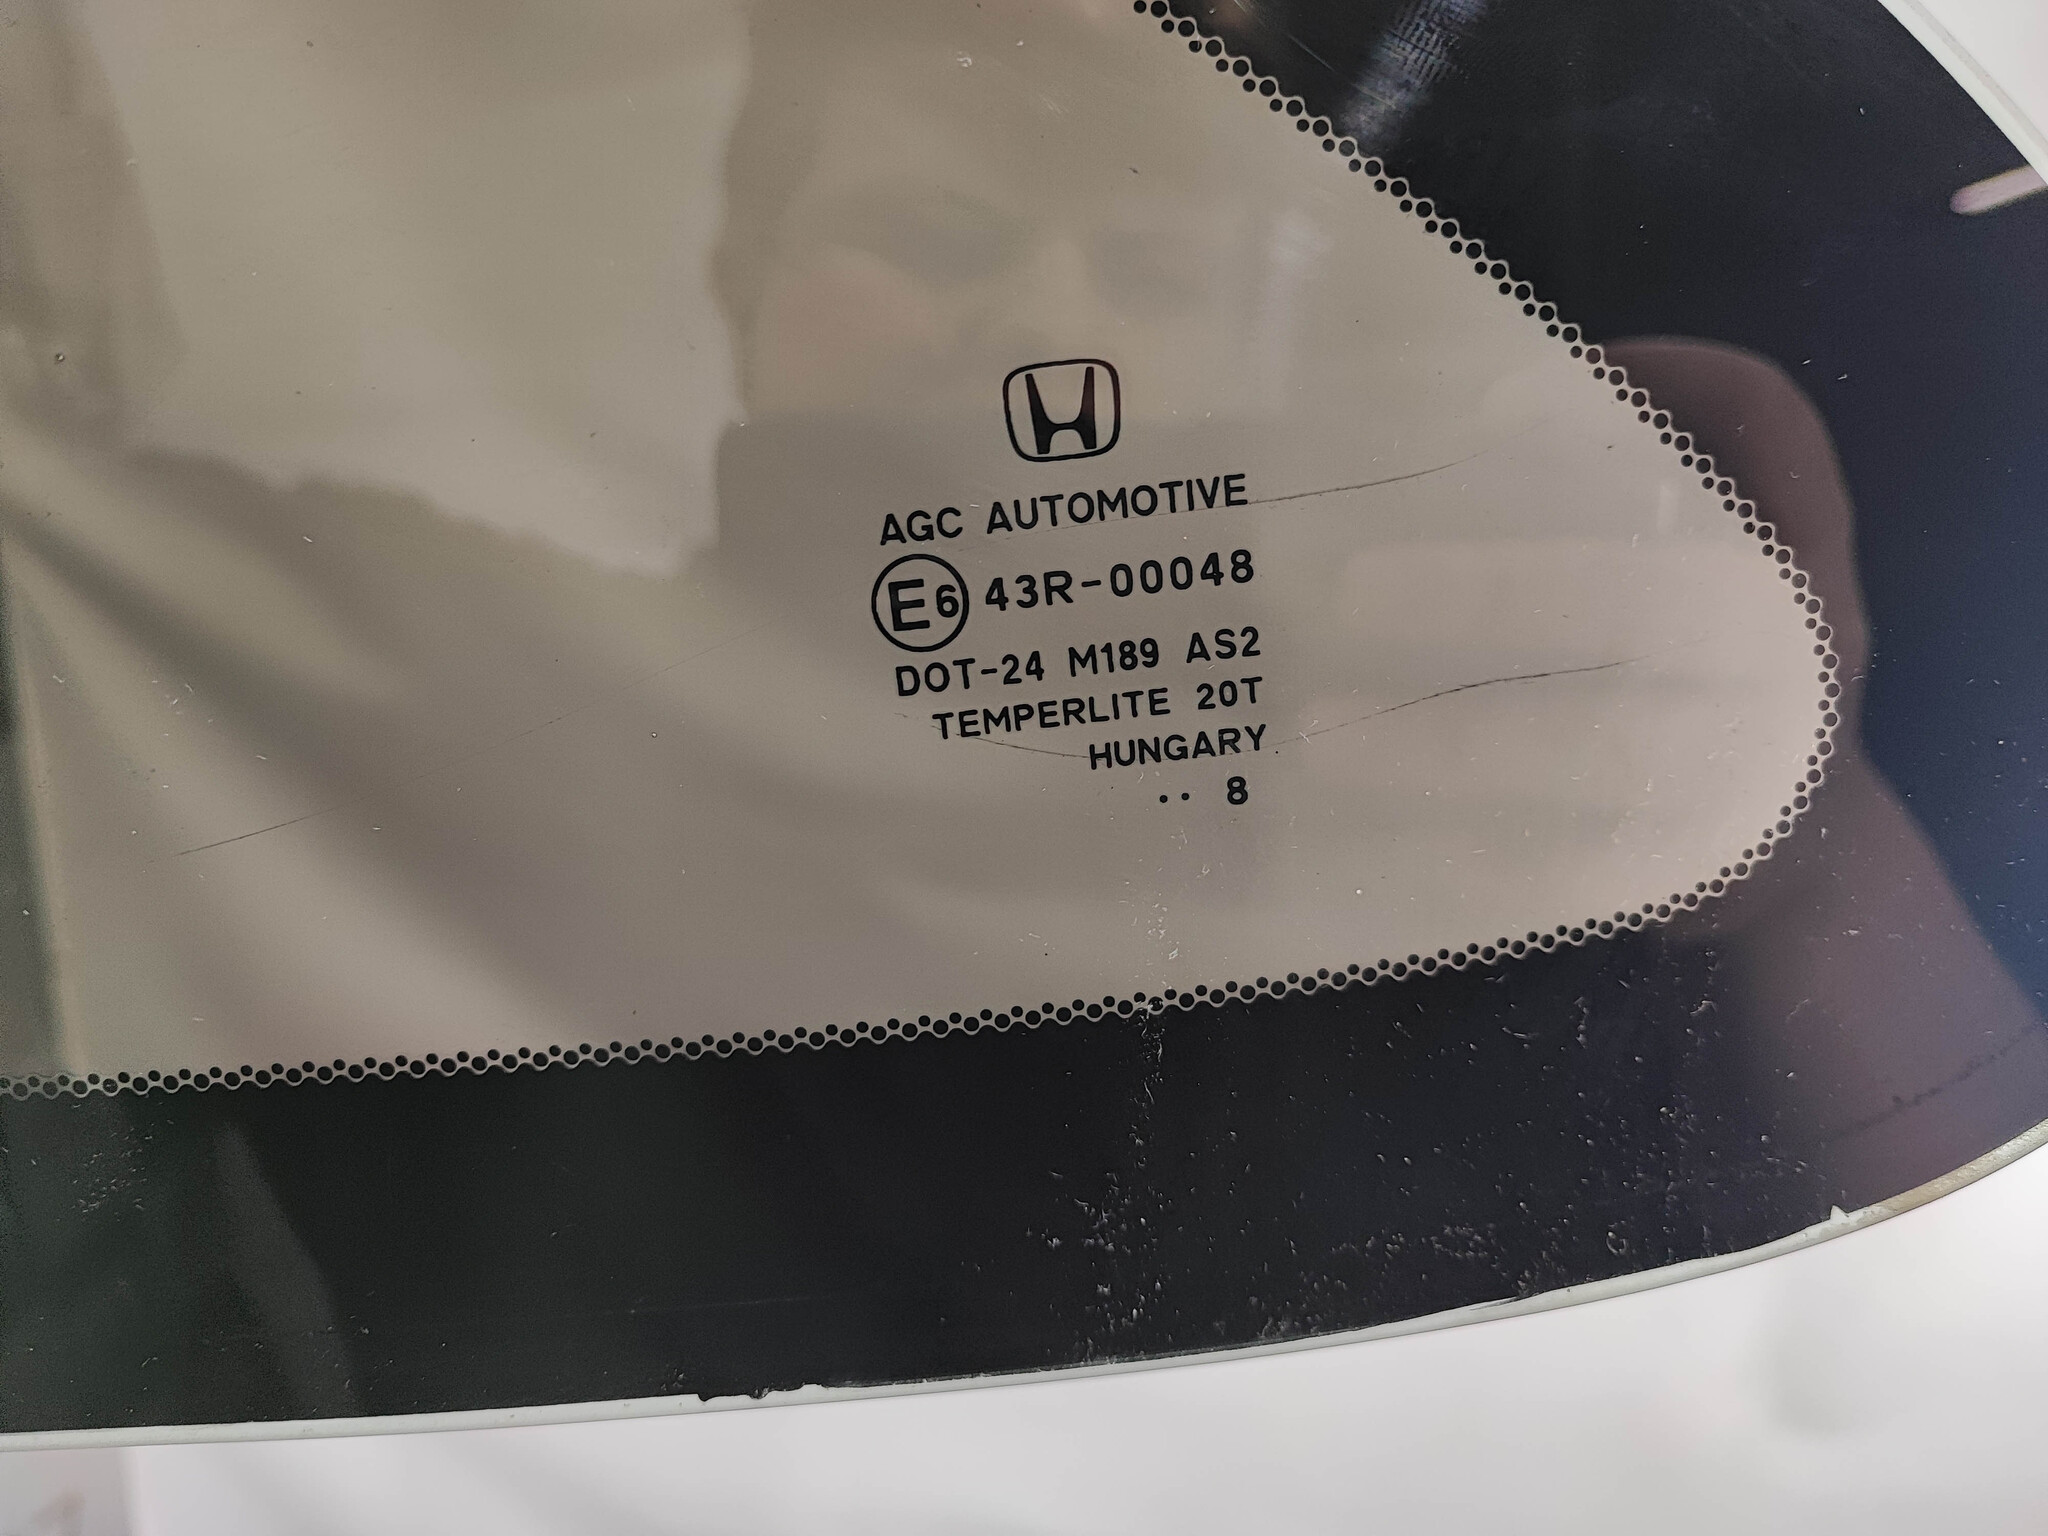 AGC AUTOMOTIVE
E6 43R-00048
DOT-24 M189 AS2
TEMPERLITE 20T
HUNGARY
.. 8